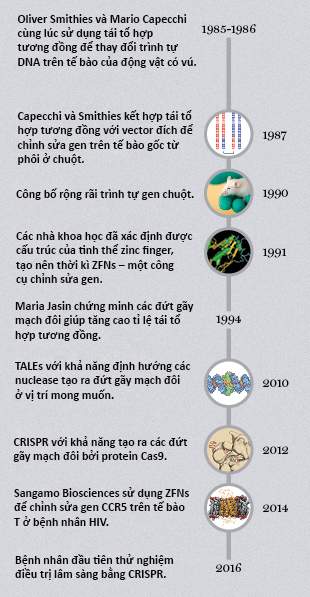 Oliver Smithies và Mario Capecchi
cùng lúc sử dụng tái tổ hợp
tương đồng để thay đổi trình tự
DNA trên tế bào của động vật có vú.
1985-1986
Capecchi và Smithies kết hợp tái tổ
hợp tương đồng với vector đích để
chỉnh sửa gen trên tế bào gốc từ
phôi ở chuột.
1987
Công bố rộng rãi trình tự gen chuột.
1990
Các nhà khoa học đã xác định được
cấu trúc của tinh thể zinc finger,
tạo nên thời kì ZFNs – một công
cụ chỉnh sửa gen.
1991
Maria Jasin chứng minh các đứt gãy
mạch đôi giúp tăng cao tỉ lệ tái tổ
hợp tương đồng.
1994
TALEs với khả năng định hướng các
nuclease tạo ra đứt gãy mạch đôi
ở vị trí mong muốn.
2010
CRISPR với khả năng tạo ra các đứt
gãy mạch đôi bởi protein Cas9.
2012
Sangamo Biosciences sử dụng ZFNs
để chỉnh sửa gen CCR5 trên tế bào
T ở bệnh nhân HIV.
2014
Bệnh nhân đầu tiên thử nghiệm
điều trị lâm sàng bằng CRISPR.
2016